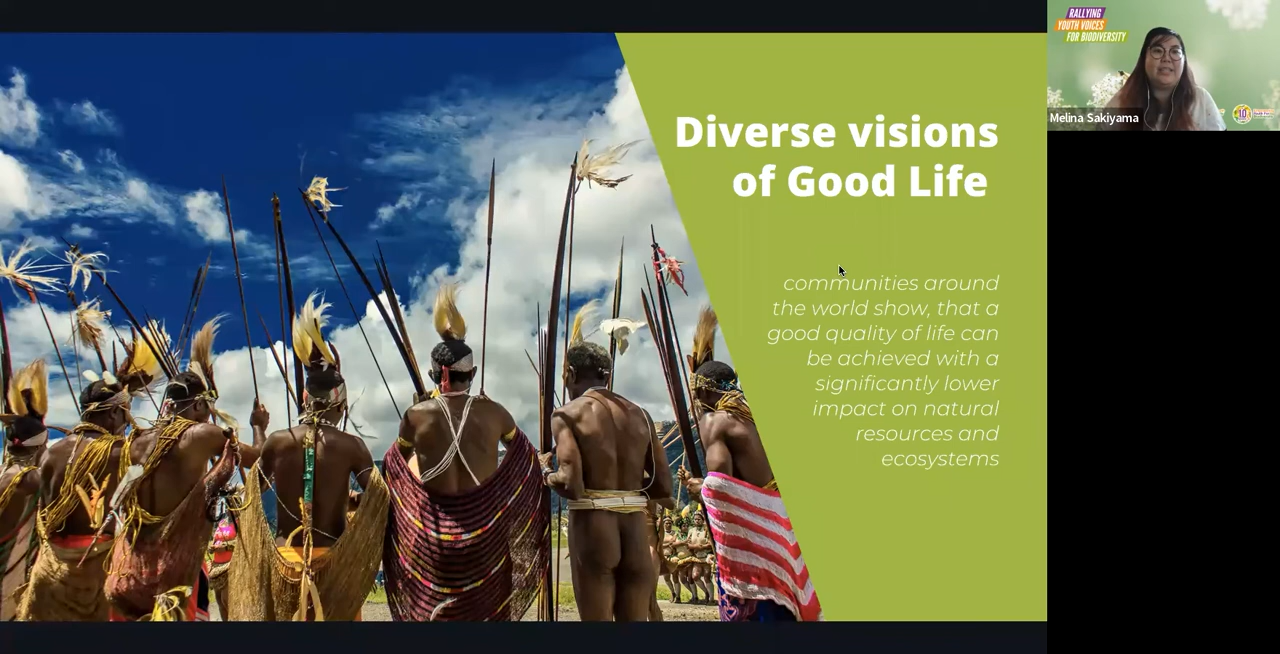 Diverse visions
of Good Life
communities around
the world show, that a
good quality of life can
be achieved with a
significantly lower
impact on natural
resources and
ecosystems
RALLYING
YOUTH VOICES
FOR BIODIVERSITY
Melina Sakiyama
10